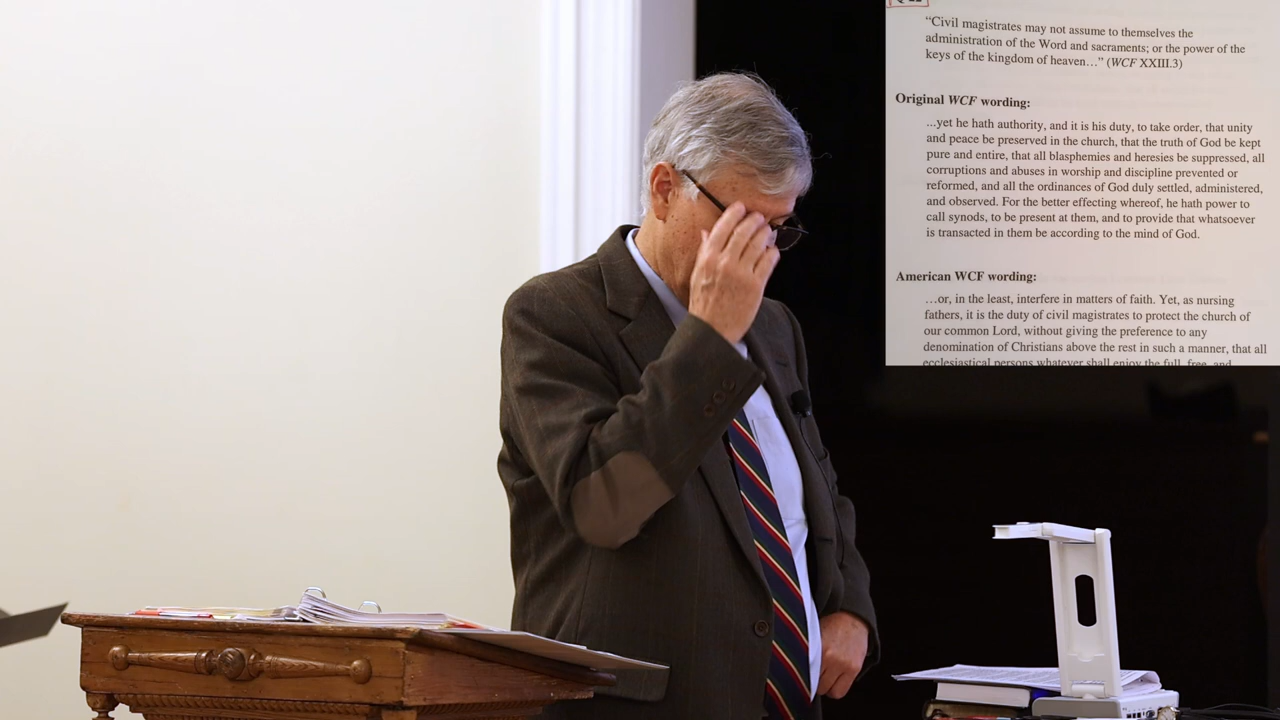 “Civil magistrates may not assume to themselves the
administration of the Word and sacraments; or the power of the
keys of the kingdom of heaven…” (WCF XXIII.3)
Original WCF wording:
...yet he hath authority, and it is his duty, to take order, that unity
and peace be preserved in the church, that the truth of God be kept
pure and entire, that all blasphemies and heresies be suppressed, all
corruptions and abuses in worship and discipline prevented or
reformed, and all the ordinances of God duly settled, administered,
and observed. For the better effecting whereof, he hath power to
call synods, to be present at them, and to provide that whatsoever
is transacted in them be according to the mind of God.
American WCF wording:
…or, in the least, interfere in matters of faith. Yet, as nursing
fathers, it is the duty of civil magistrates to protect the church of
our common Lord, without giving the preference to any
denomination of Christians above the rest in such a manner, that all
ecclesiastical persons whatever shall enjoy the full, free, and